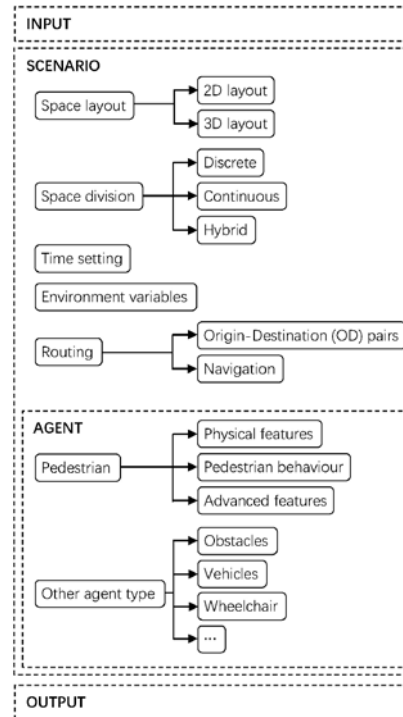 INPUT
SCENARIO
Space layout
2D layout
3D layout
Space division
Discrete
Continuous
Hybrid
Time setting
Environment variables
Routing
Origin-Destination (OD) pairs
Navigation
AGENT
Pedestrian
Physical features
Pedestrian behaviour
Advanced features
Other agent type
Obstacles
Vehicles
Wheelchair
...
OUTPUT